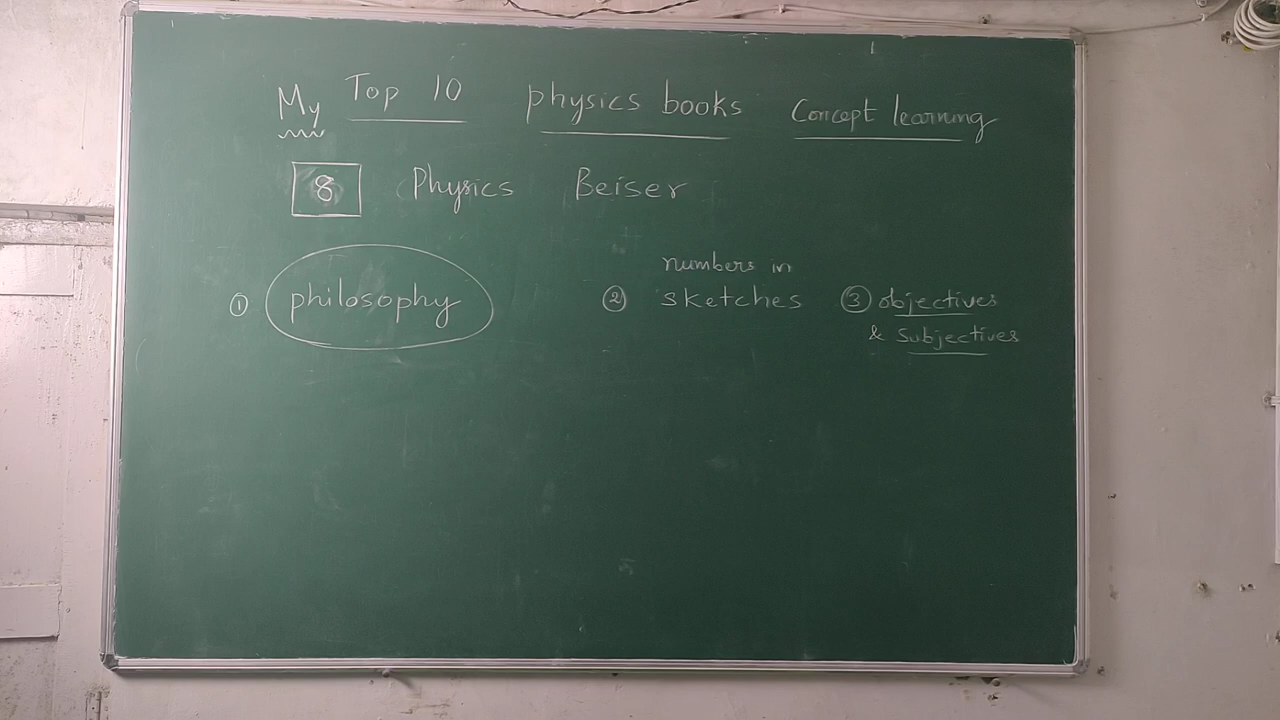 My Top 10 physics books Concept learning
8 Physics Beiser
① philosophy
② numbers in
sketches
③ objectives
& subjectives